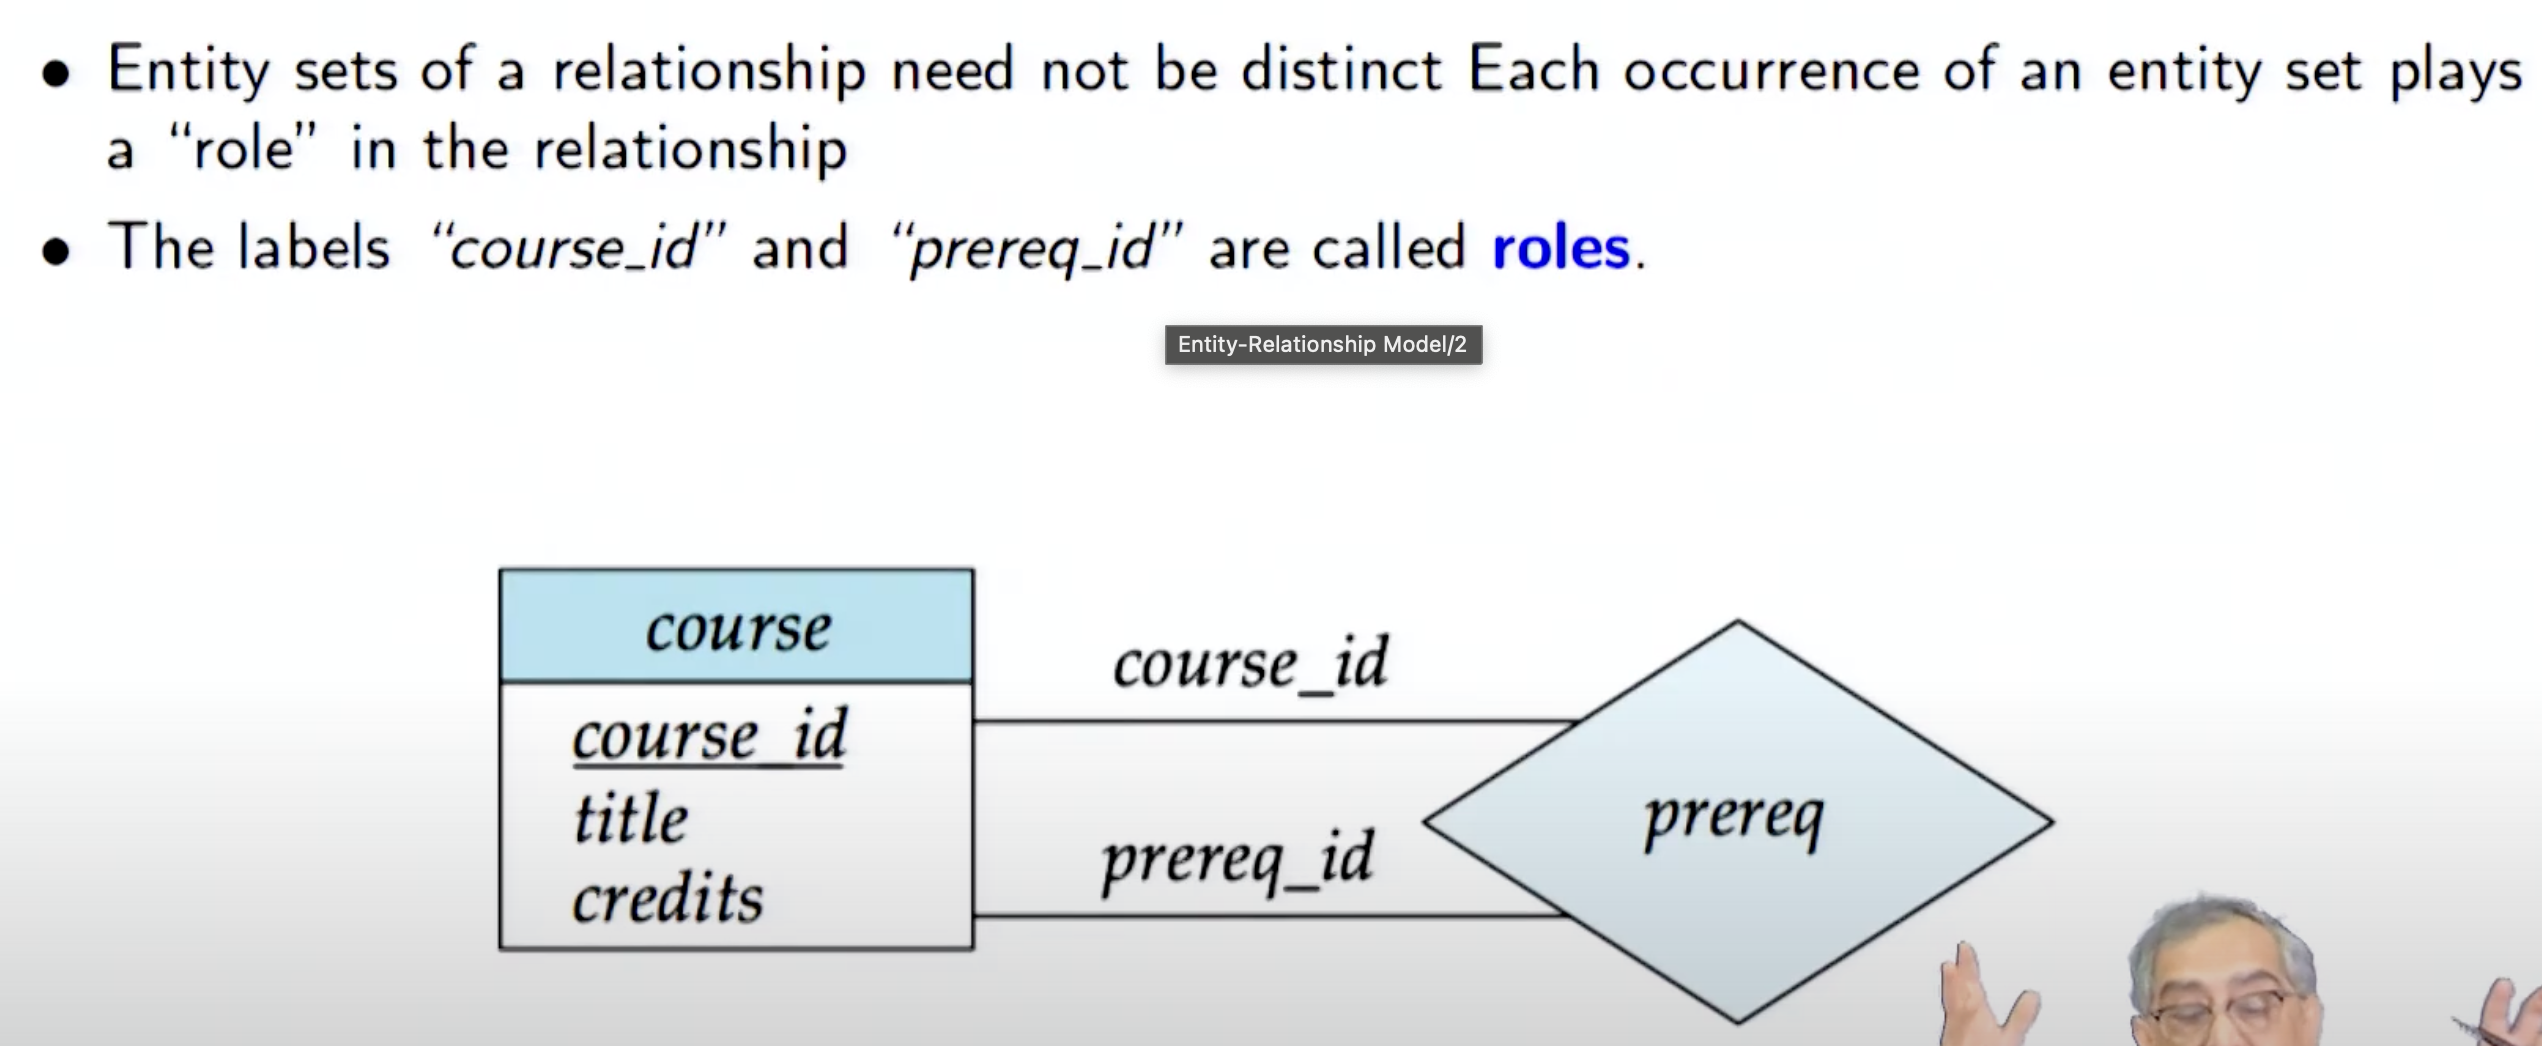 • Entity sets of a relationship need not be distinct Each occurrence of an entity set plays
a “role” in the relationship
• The labels “course_id” and “prereq_id” are called roles.
Entity-Relationship Model/2
course
course_id
course_id
title
prereq
prereq_id
credits